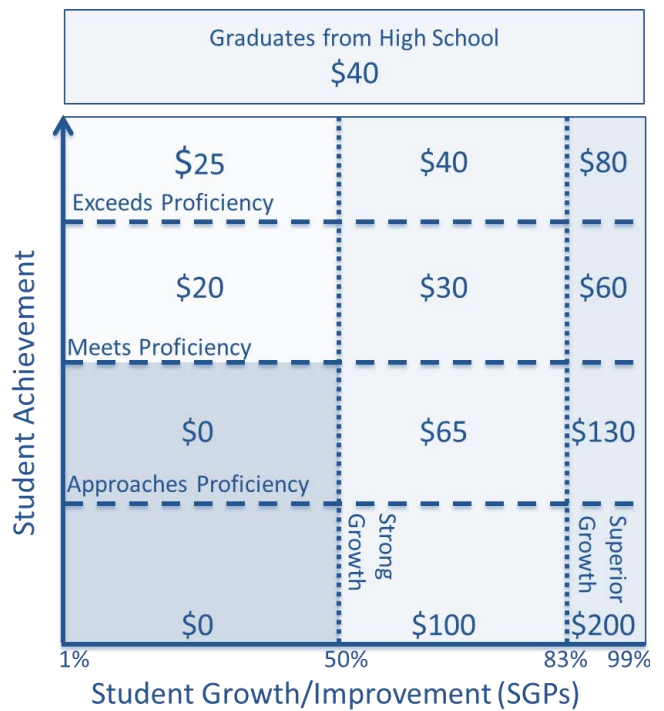 Graduates from High School
$40
$25
$40
$80
Exceeds Proficiency
$20
$30
$60
Meets Proficiency
$0
$65
$130
Approaches Proficiency
Strong
Growth
Superior
Growth
$0
$100
$200
1%
50%
83%
99%
Student Achievement
Student Growth/Improvement (SGPs)